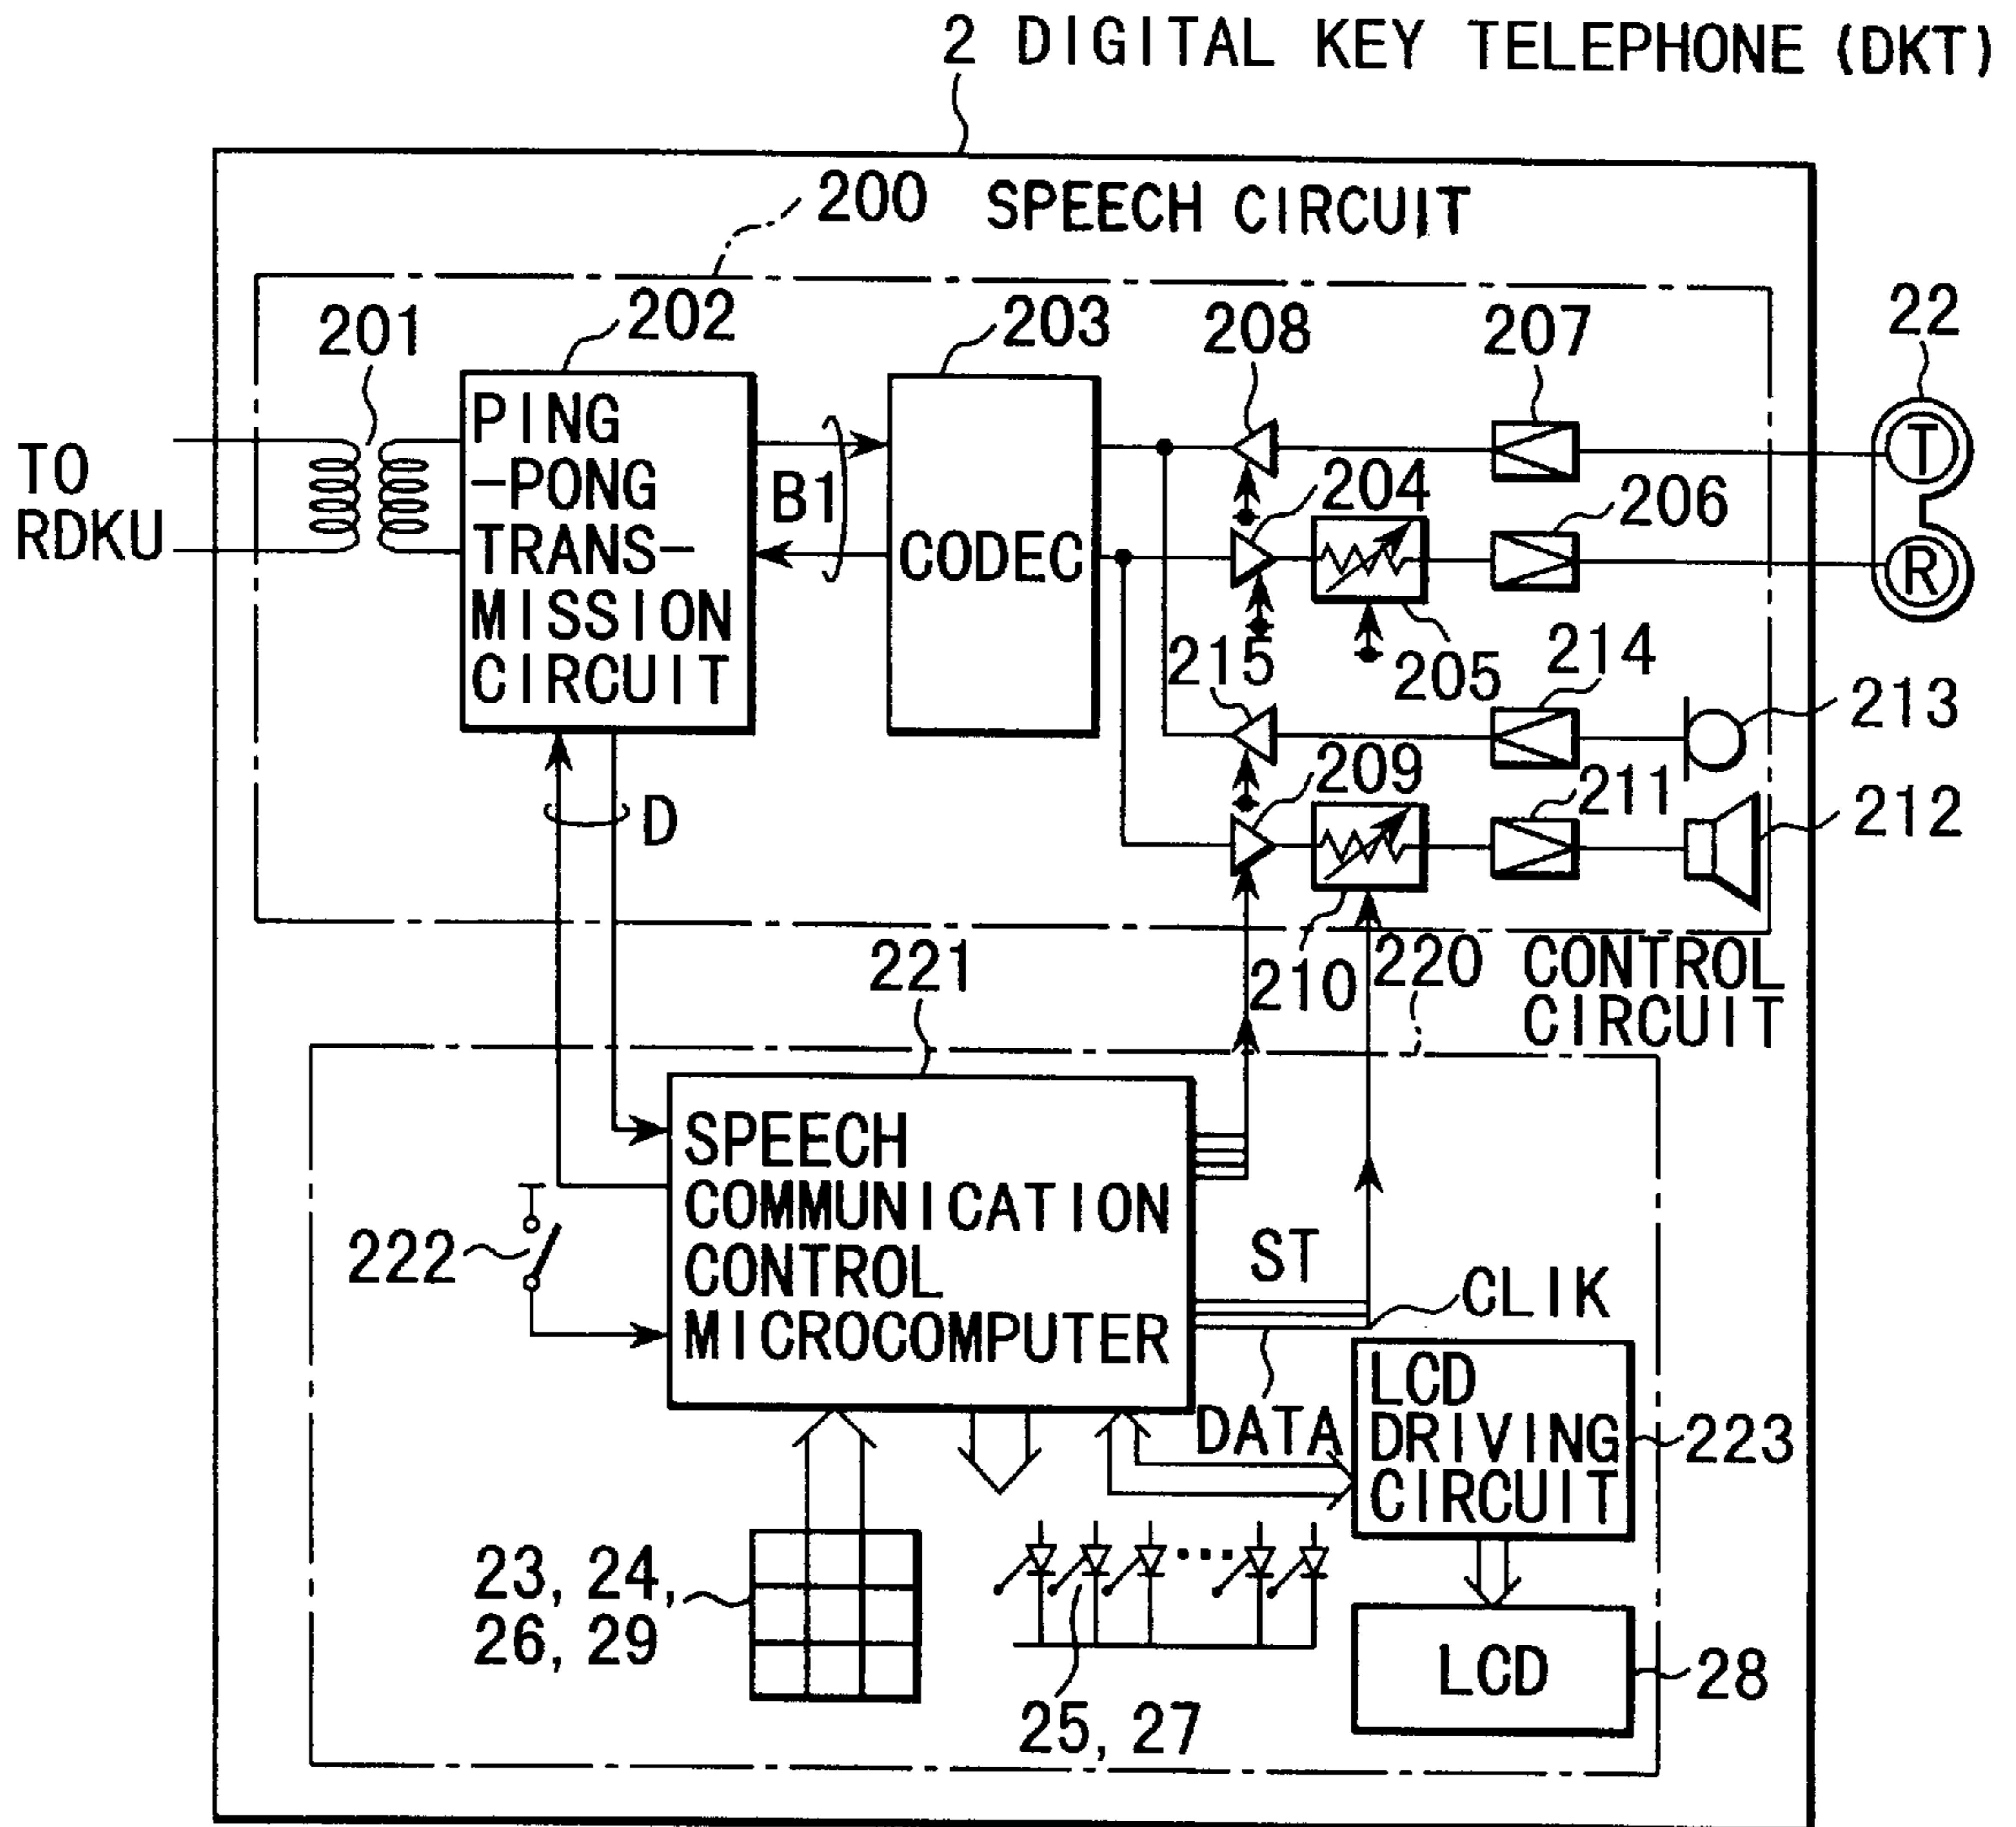 2 DIGITAL KEY TELEPHONE (DKT)
200 SPEECH CIRCUIT
201
202
203
208
207
22
TO
RDKU
PING
-PONG
TRANS-
MISSION
CIRCUIT
B1
CODEC
204
206
T
R
215
205
214
213
209
211
212
D
210
220 CONTROL
CIRCUIT
221
SPEECH
COMMUNICATION
CONTROL
MICROCOMPUTER
222
ST
CLIK
DATA
LCD
DRIVING
CIRCUIT
223
23, 24,
26, 29
25, 27
LCD
28